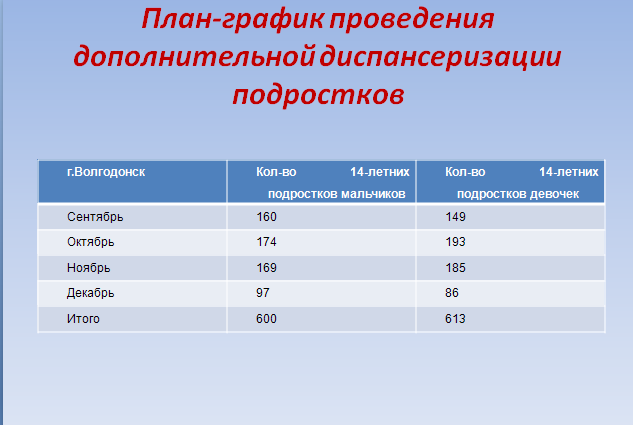 План-график проведения
дополнительной диспансеризации
подростков
г.Волгодонск Кол-во 14-летних Кол-во 14-летних
подростков мальчиков подростков девочек
Сентябрь 160 149
Октябрь 174 193
Ноябрь 169 185
Декабрь 97 86
Итого 600 613